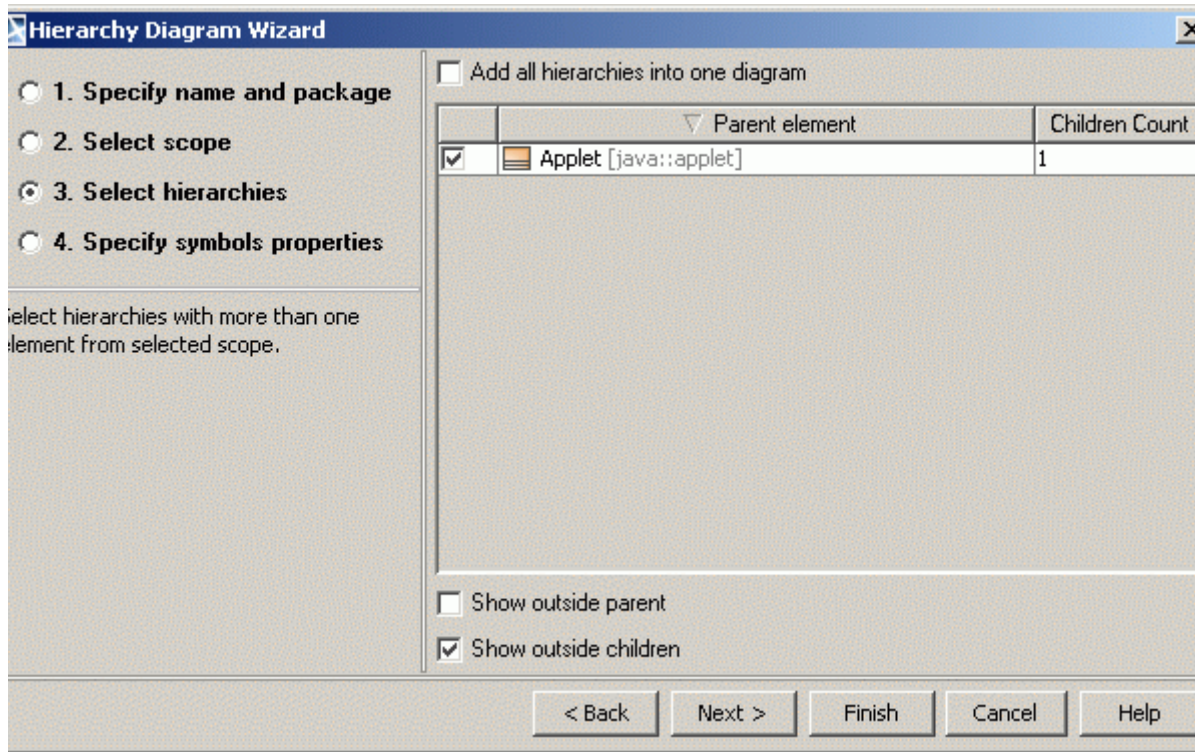 Hierarchy Diagram Wizard
1. Specify name and package
2. Select scope
3. Select hierarchies
4. Specify symbols properties
Select hierarchies with more than one
element from selected scope.
Add all hierarchies into one diagram
Parent element Children Count
Applet [java::applet] 1
Show outside parent
Show outside children
< Back Next > Finish Cancel Help